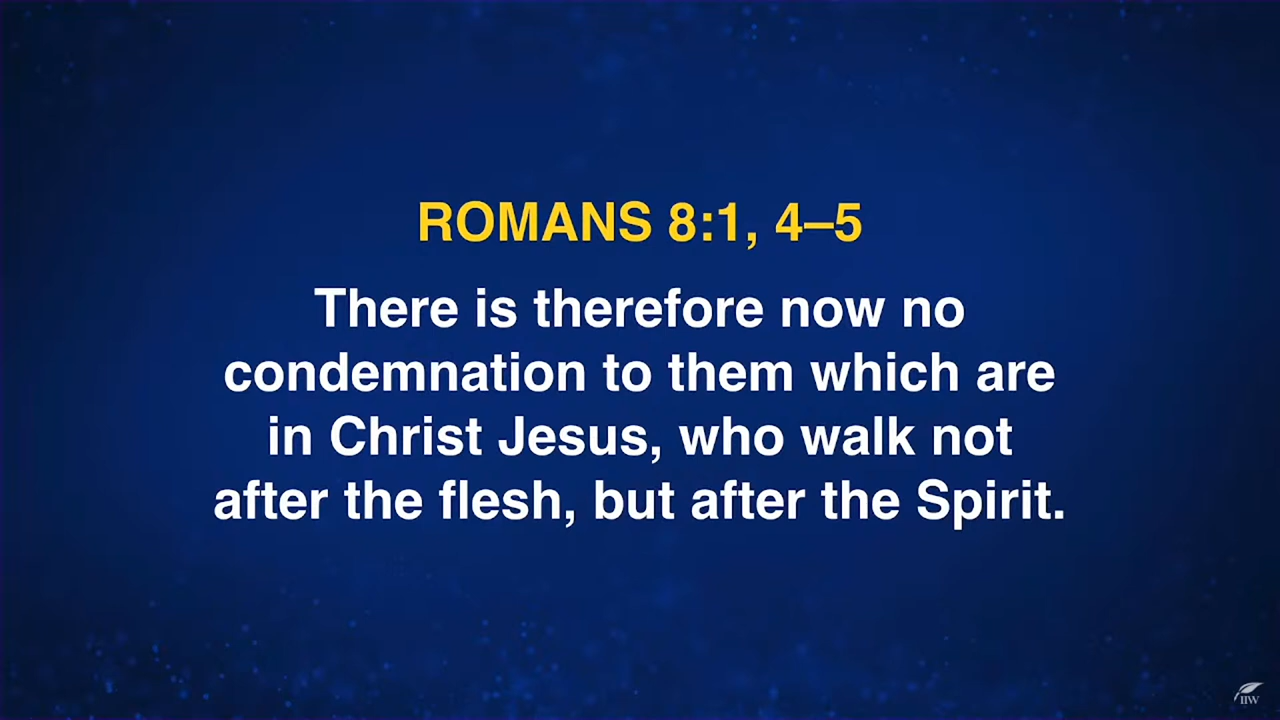 ROMANS 8:1, 4–5
There is therefore now no
condemnation to them which are
in Christ Jesus, who walk not
after the flesh, but after the Spirit.
IIW